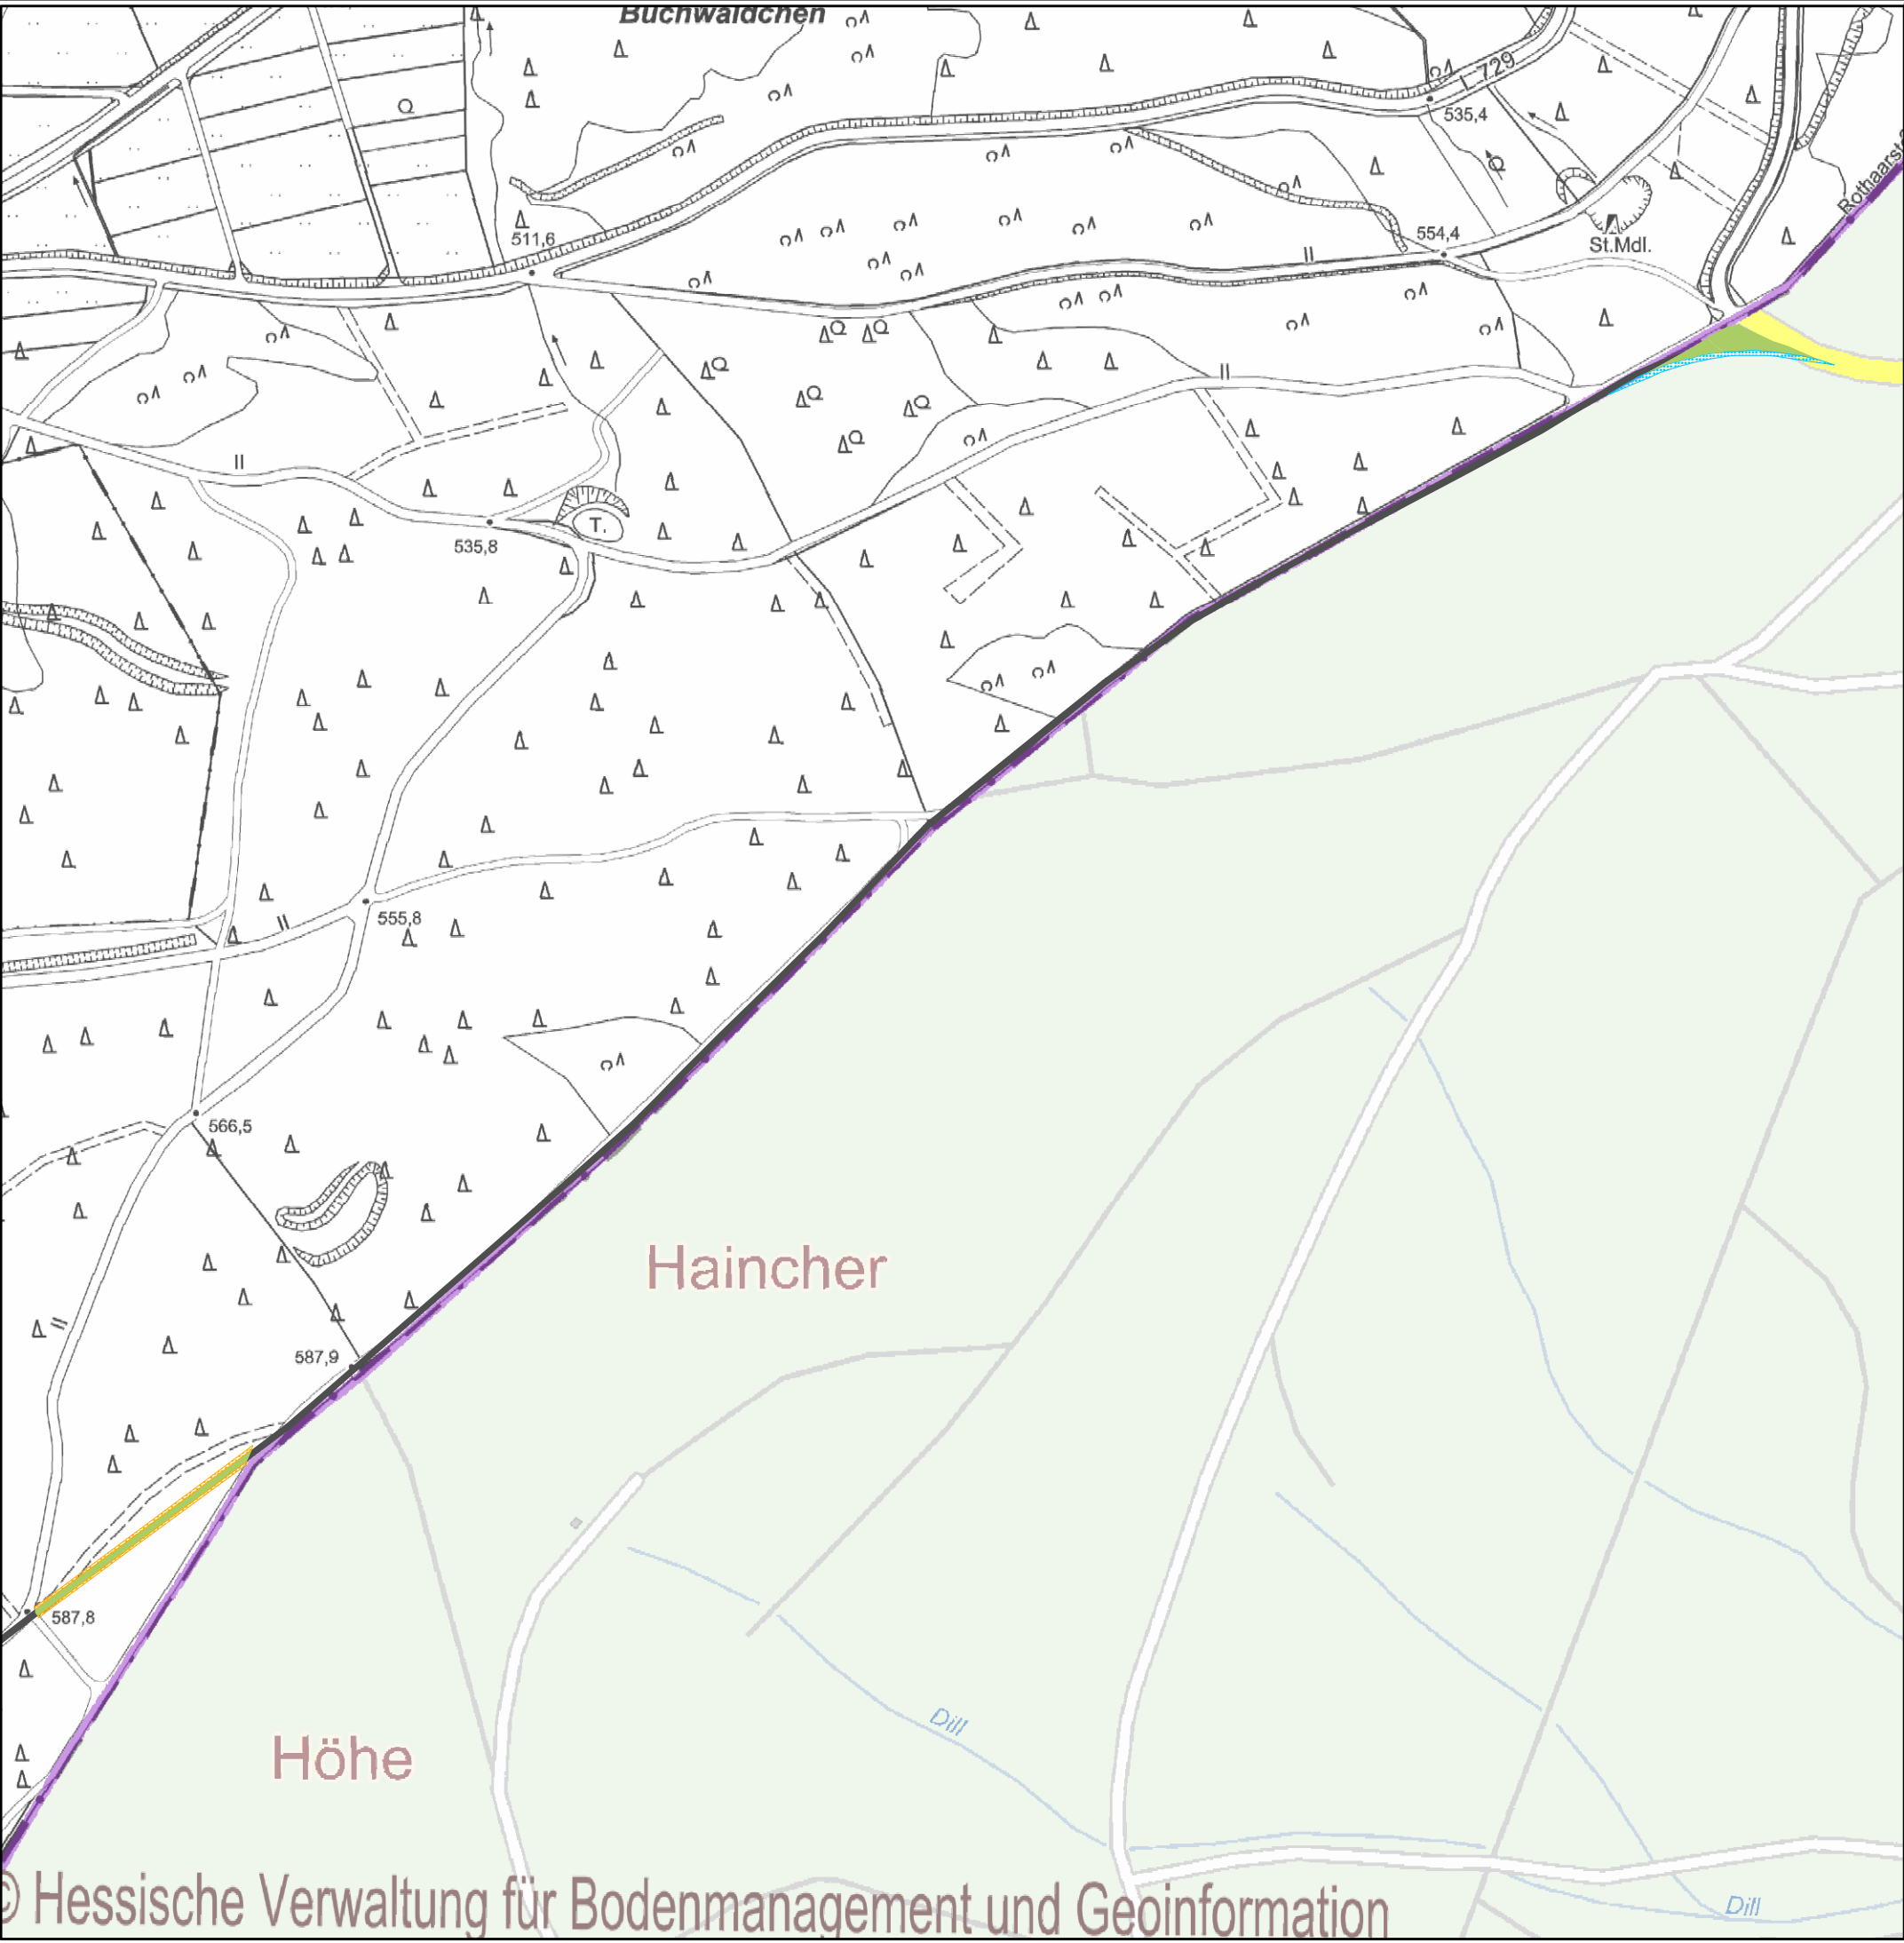 Buchwäldchen
L 729
535,4
Q
Q
Rothaarste
511,6
554,4
St.Mdl.
Q
Q
Q
Q
Q
Q
T.
535,8
555,8
566,5
Haincher
587,9
587,8
Dill
Höhe
© Hessische Verwaltung für Bodenmanagement und Geoinformation
Dill